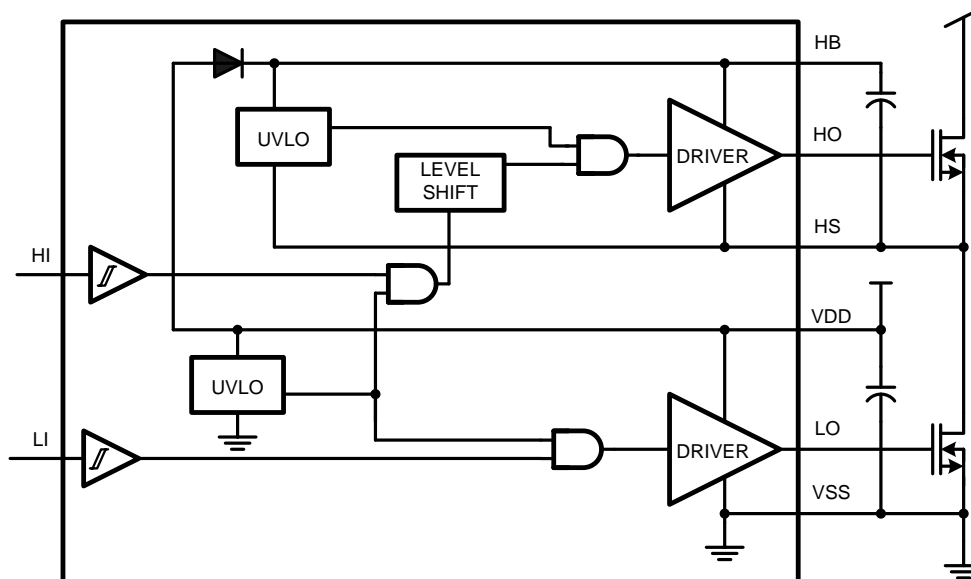 HB
UVLO
DRIVER
HO
LEVEL
SHIFT
HS
HI
VDD
UVLO
LI
DRIVER
LO
VSS